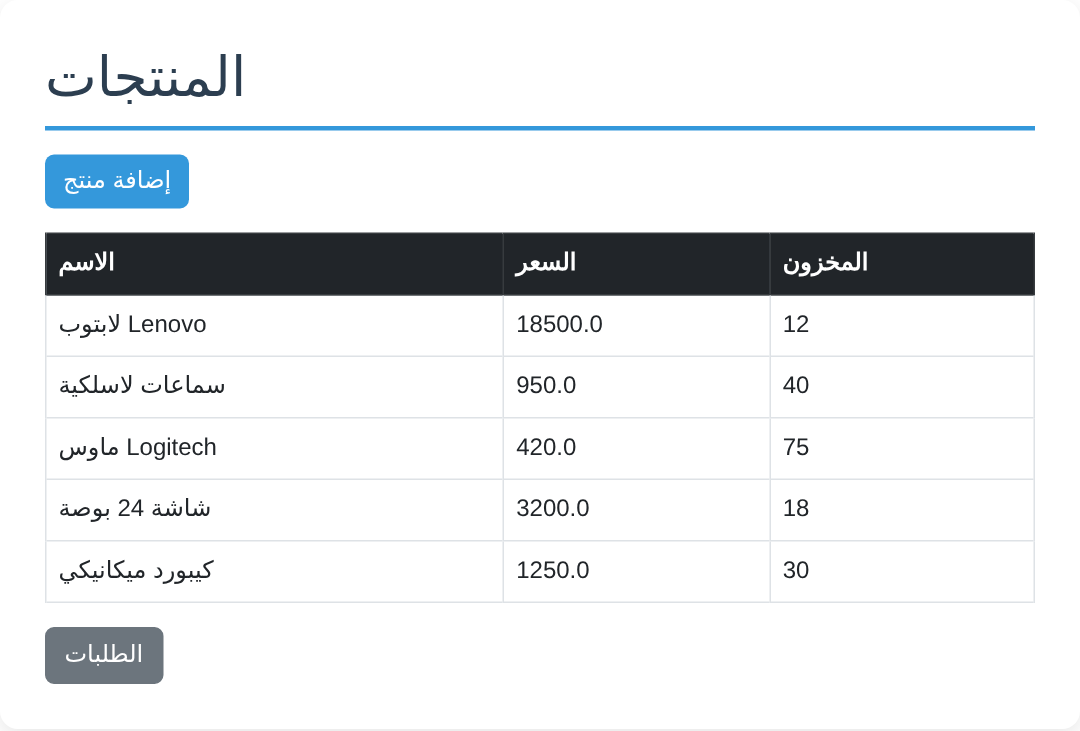 المنتجات
إضافة منتج
الاسم السعر المخزون
لابتوب Lenovo 18500.0 12
سماعات لاسلكية 950.0 40
ماوس Logitech 420.0 75
شاشة 24 بوصة 3200.0 18
كيبورد ميكانيكي 1250.0 30
الطلبات